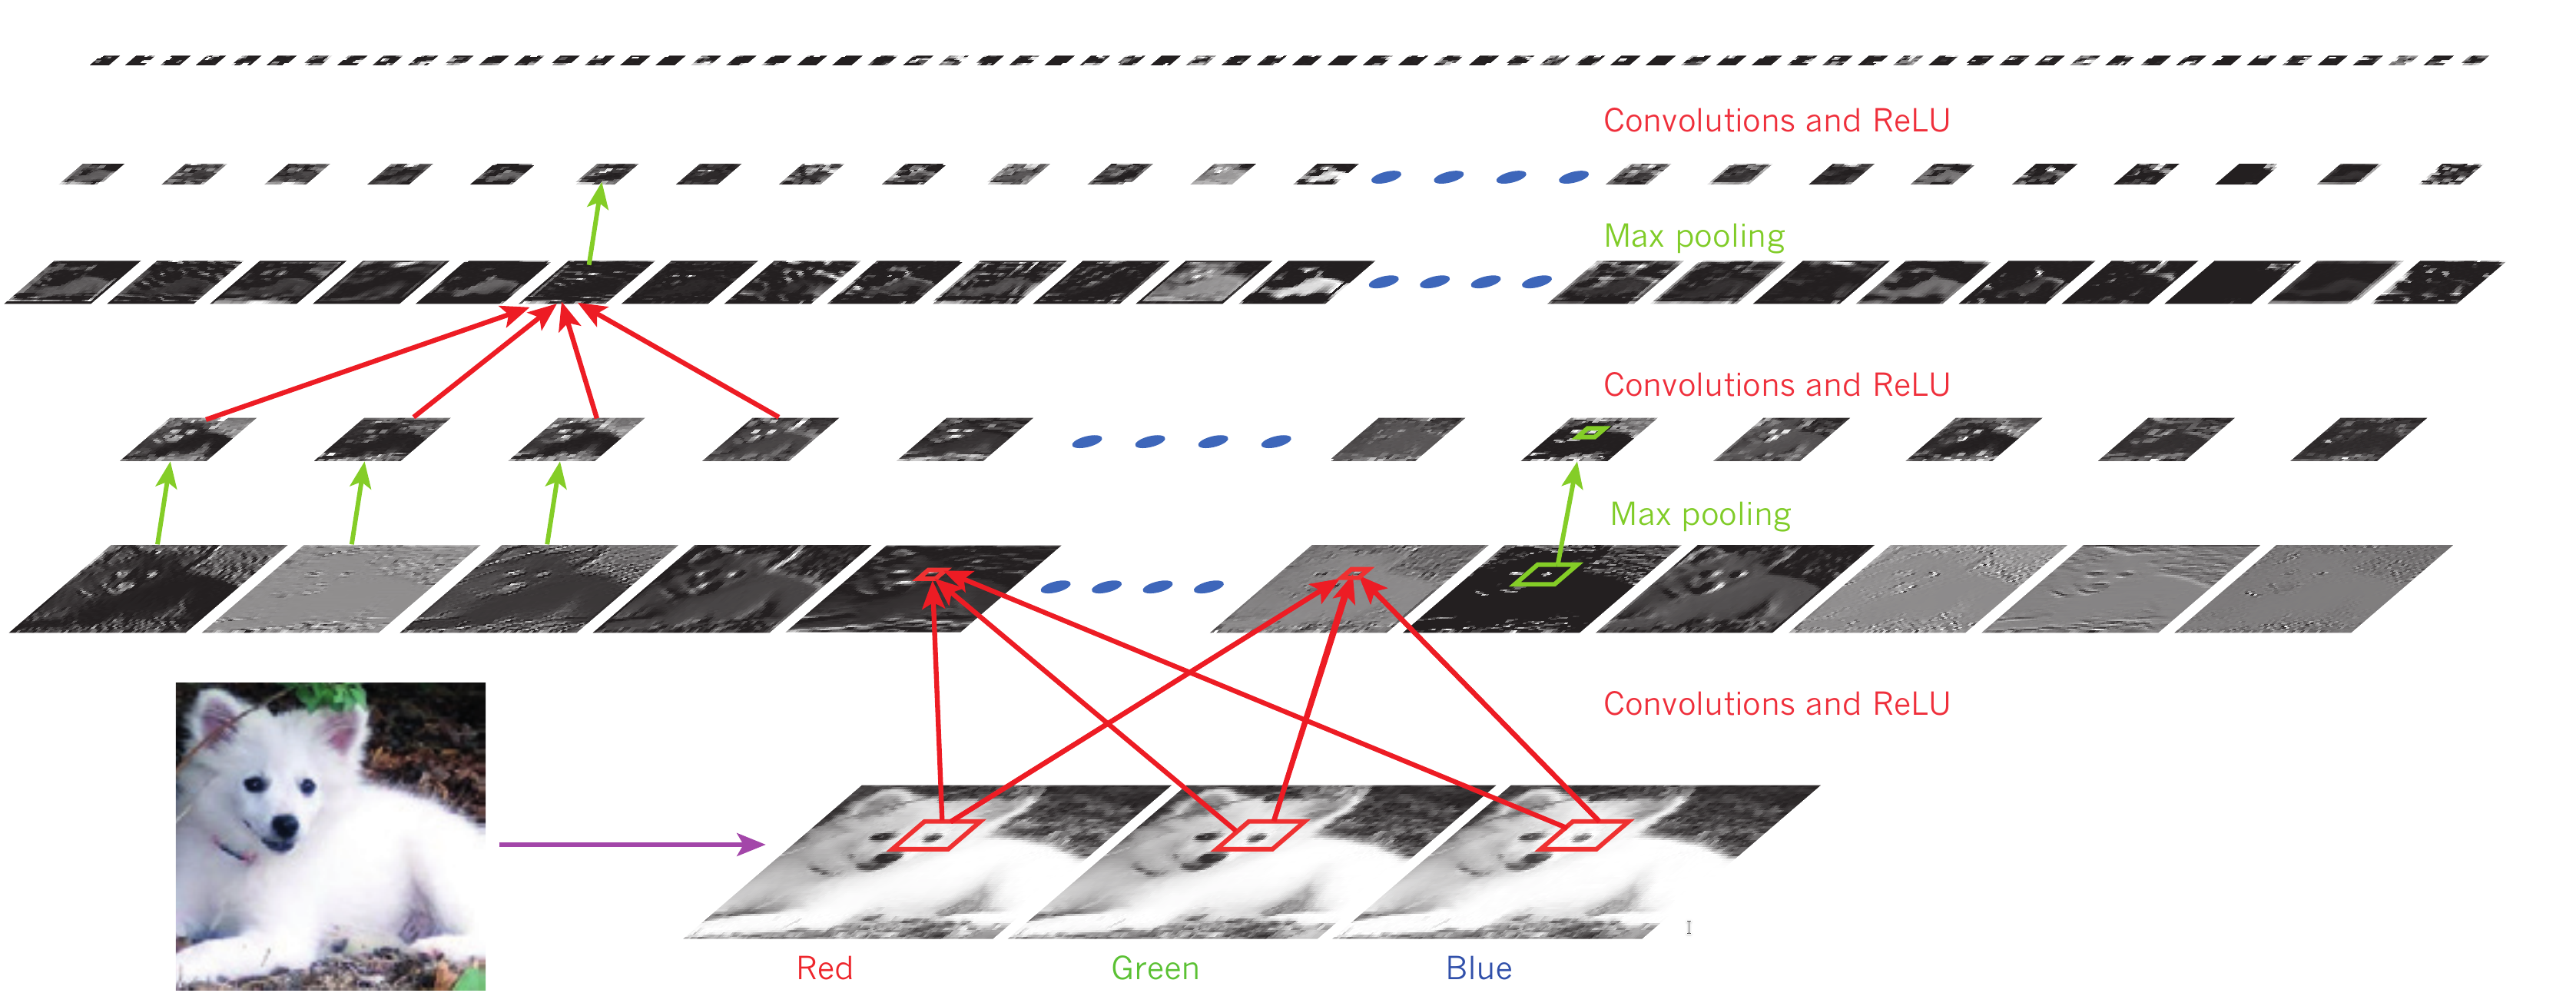 Convolutions and ReLU
Max pooling
Convolutions and ReLU
Max pooling
Convolutions and ReLU
Red
Green
Blue